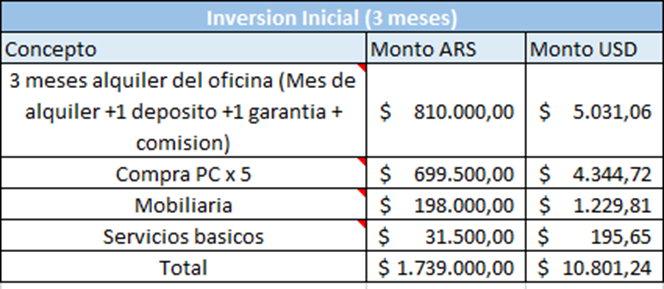 Inversion Inicial (3 meses)
Concepto Monto ARS Monto USD
3 meses alquiler del oficina (Mes de
alquiler +1 deposito +1 garantia +
comision) $ 810.000,00 $ 5.031,06
Compra PC x 5 $ 699.500,00 $ 4.344,72
Mobiliaria $ 198.000,00 $ 1.229,81
Servicios basicos $ 31.500,00 $ 195,65
Total $ 1.739.000,00 $ 10.801,24